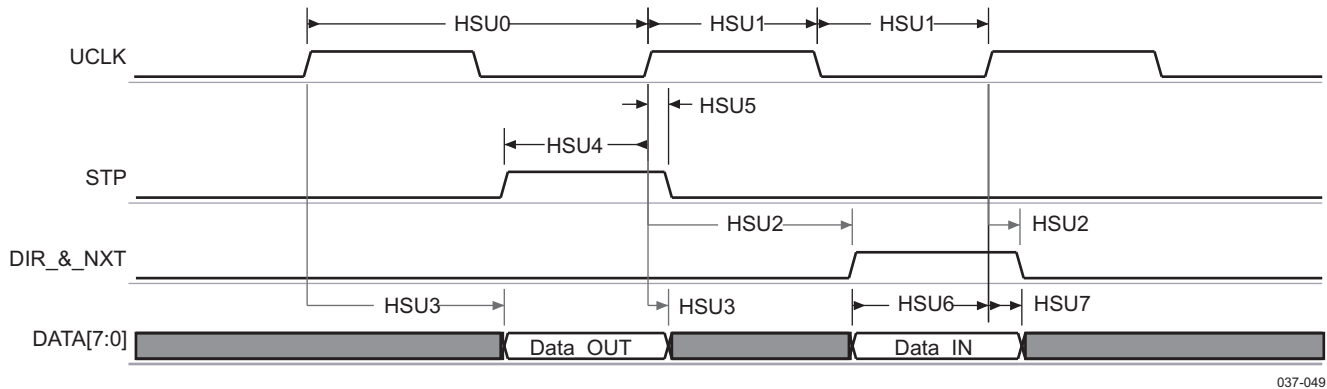 HSU0 HSU1 HSU1
UCLK
HSU5
HSU4
STP
HSU2 HSU2
DIR_&_NXT
HSU3 HSU3 HSU6 HSU7
DATA[7:0] Data_OUT Data_IN
037-049